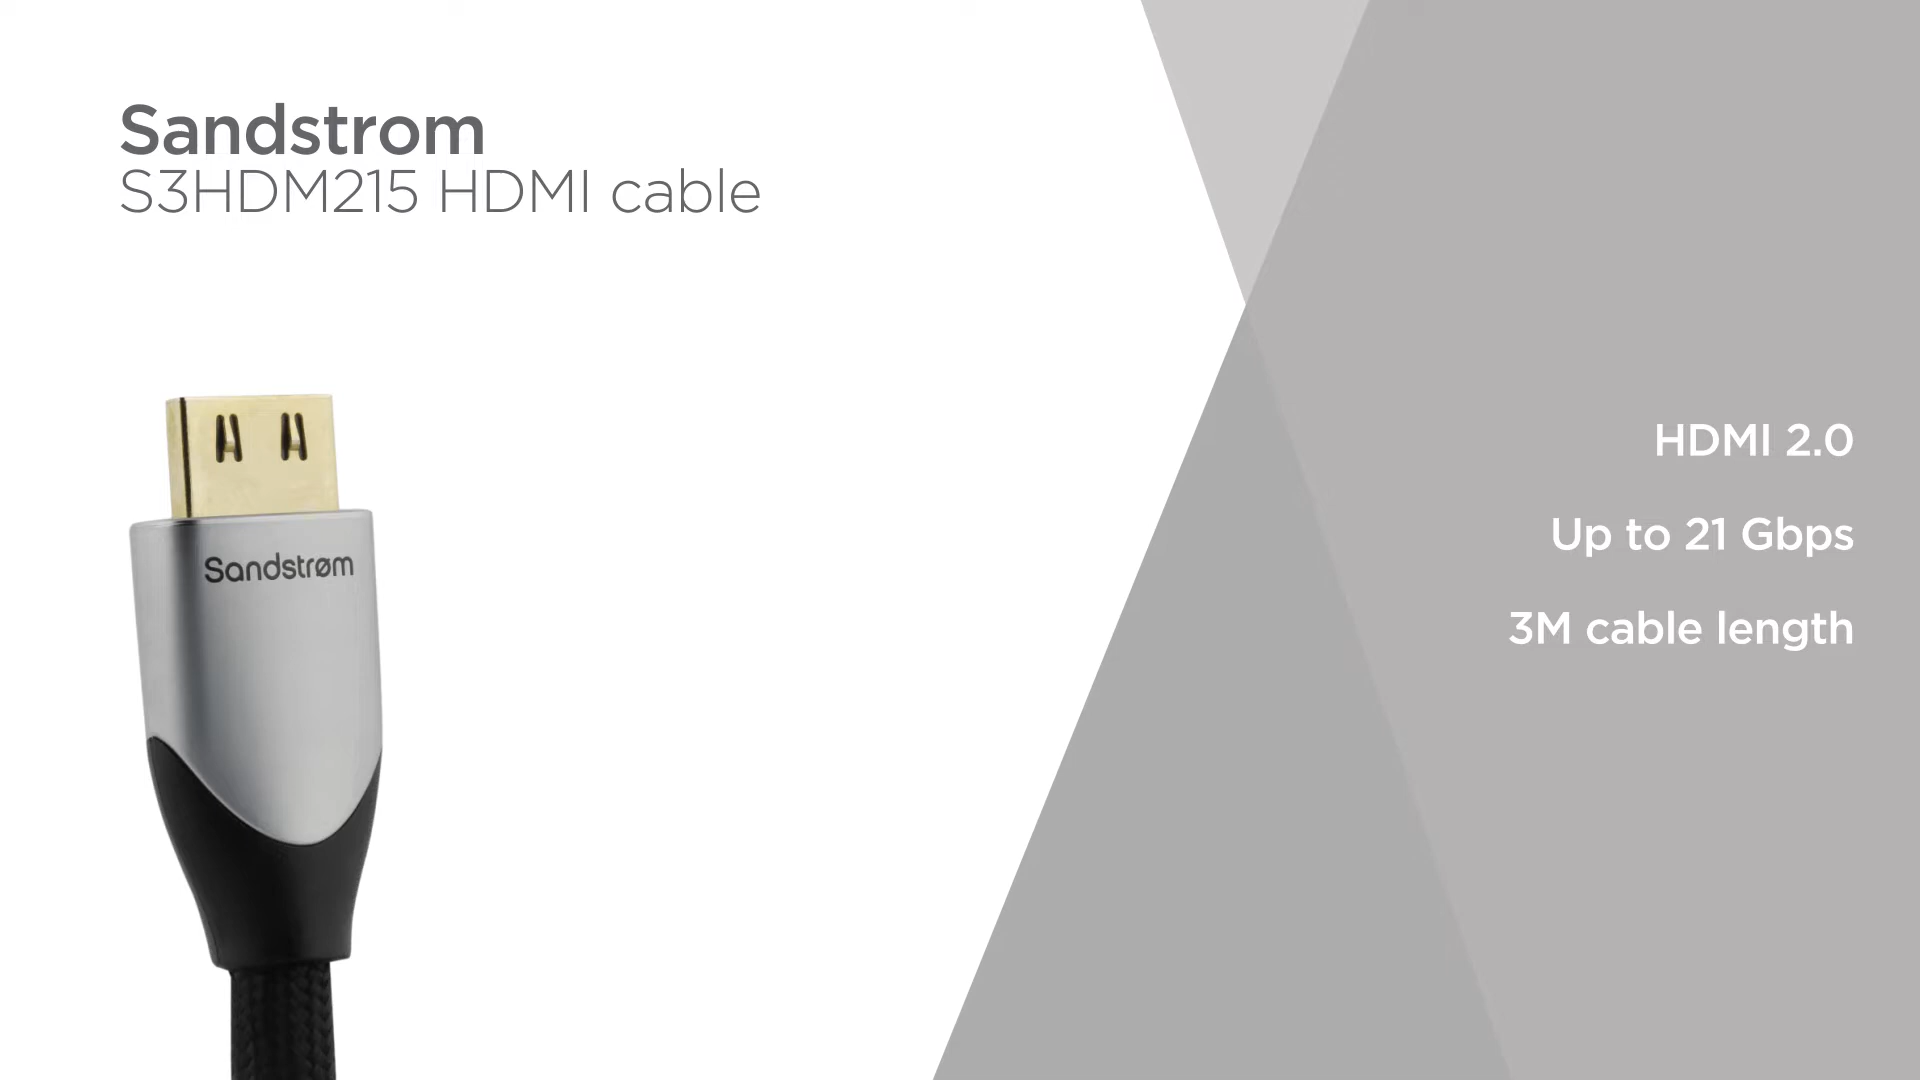 Sandstrom
S3HDM215 HDMI cable
Sandstrøm
HDMI 2.0
Up to 21 Gbps
3M cable length